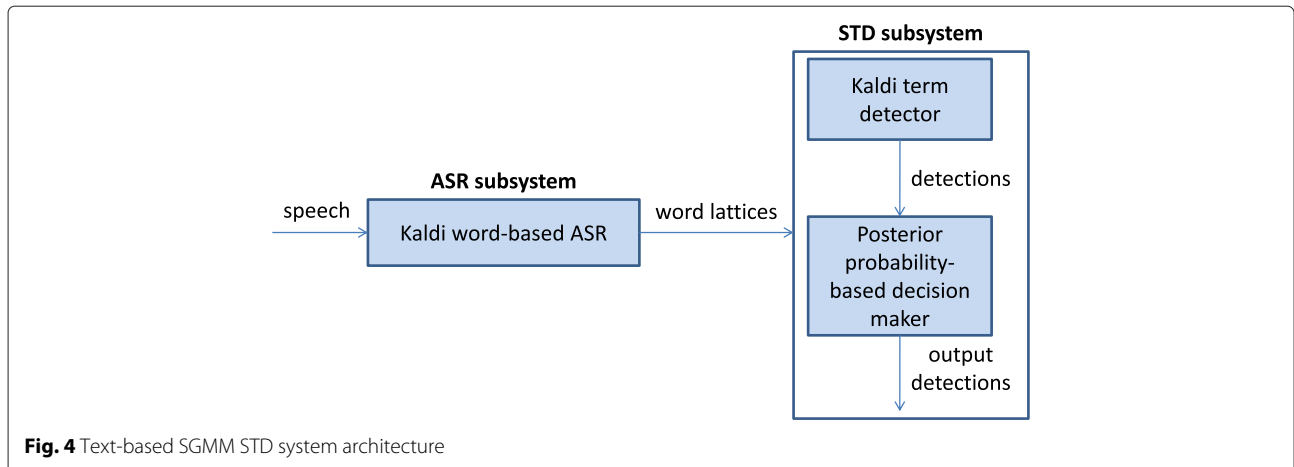 STD subsystem
Kaldi term
detector
detections
ASR subsystem
speech
Kaldi word-based ASR
word lattices
Posterior
probability-
based decision
maker
output
detections
Fig. 4 Text-based SGMM STD system architecture